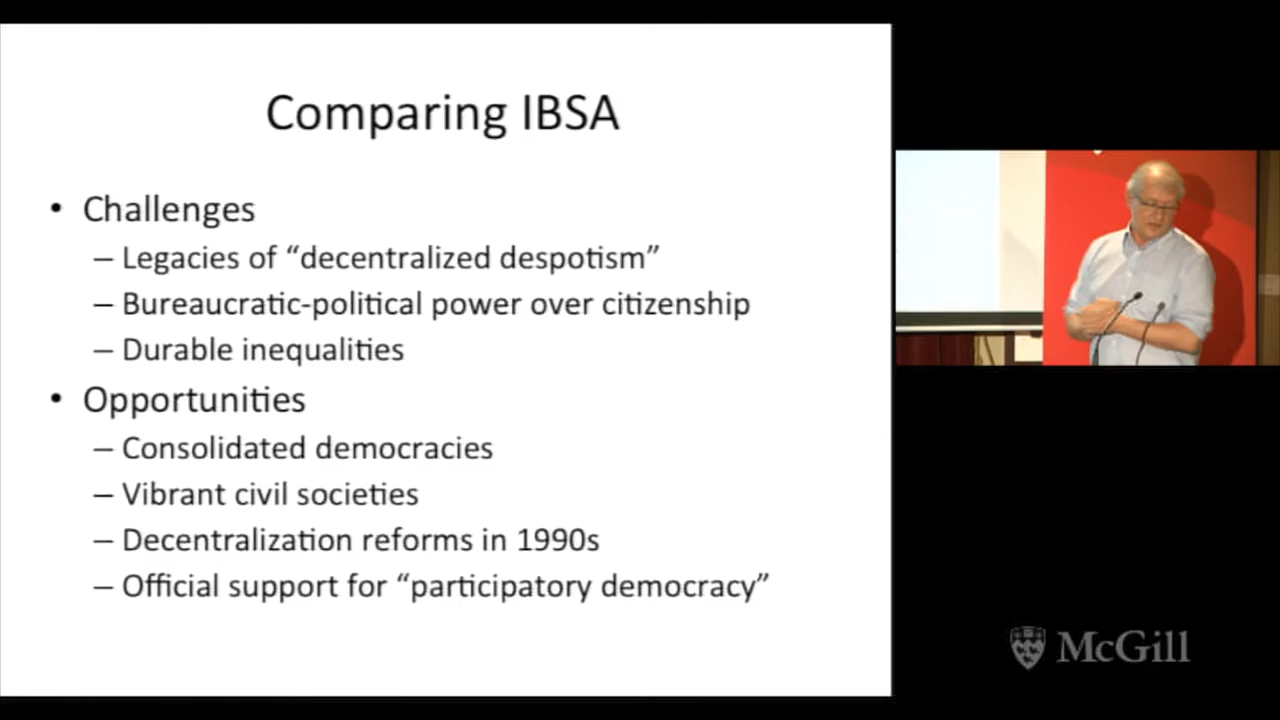 Comparing IBSA
• Challenges
– Legacies of “decentralized despotism”
– Bureaucratic-political power over citizenship
– Durable inequalities
• Opportunities
– Consolidated democracies
– Vibrant civil societies
– Decentralization reforms in 1990s
– Official support for “participatory democracy”
McGill